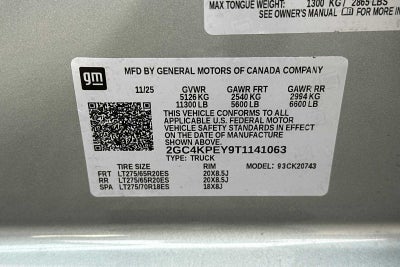 MAX TONGUE WEIGHT: 1300 KG / 2865 LBS
SEE OWNER'S MANUAL FOR MORE IN
gm
MFD BY GENERAL MOTORS OF CANADA COMPANY
11/25 GVWR GAWR FRT GAWR RR
5126 KG 2540 KG 2994 KG
11300 LB 5600 LB 6600 LB
THIS VEHICLE CONFORMS TO ALL
APPLICABLE U.S. FEDERAL MOTOR
VEHICLE SAFETY STANDARDS IN EFFECT
ON THE DATE OF MANUFACTURE
SHOWN ABOVE.
2GC4KPEY9T1141063
TYPE: TRUCK
TIRE SIZE RIM MODEL: 93CK20743
FRT LT275/65R20ES 20X8.5J
RR LT275/65R20ES 20X8.5J
SPA LT275/70R18ES 18X8J